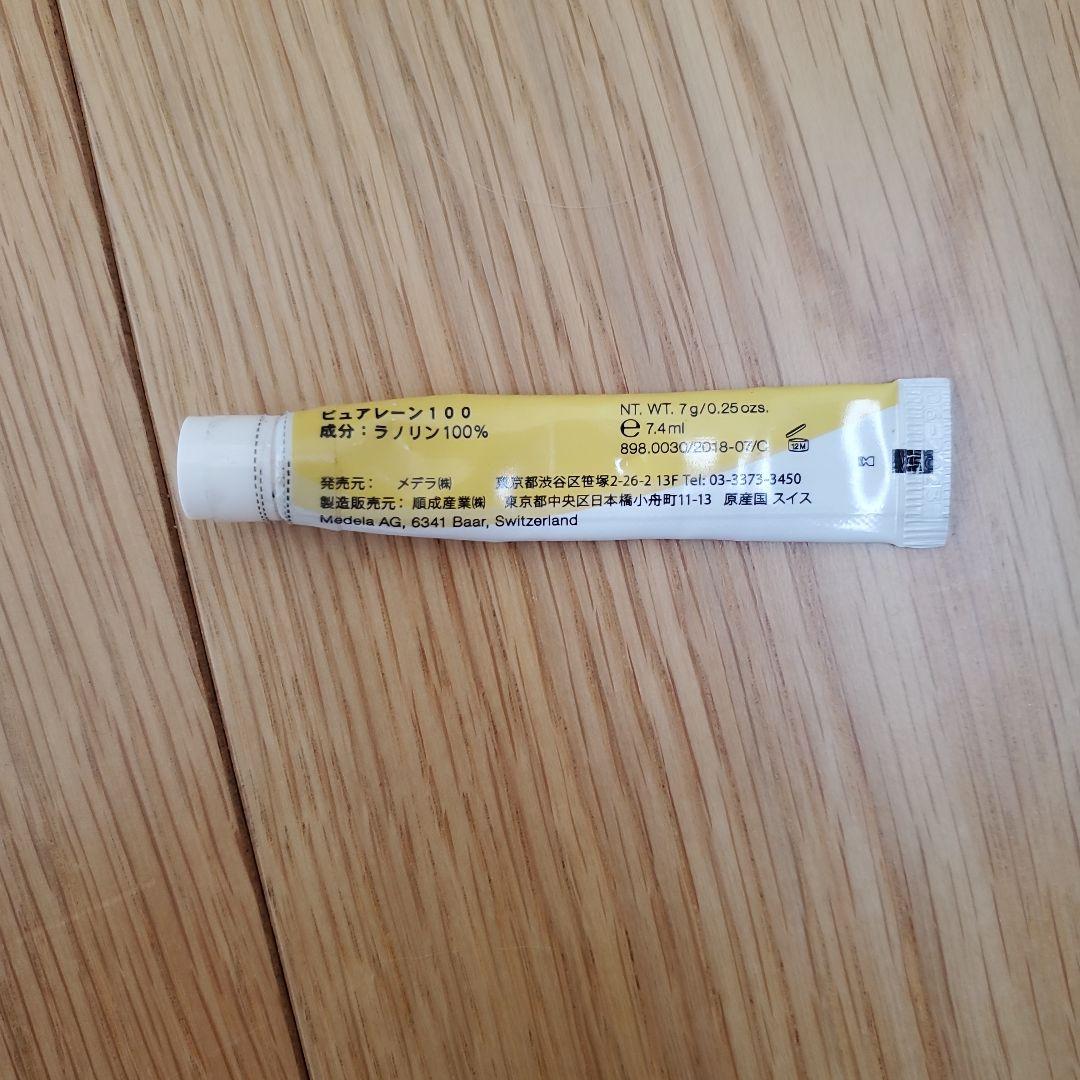 ピュアレーン１００
成分：ラノリン100%
NT. WT. 7g/0.25ozs.
℮ 7.4ml
898.0030/2018-07/C
12M
発売元： メデラ㈱ 東京都渋谷区笹塚2-26-2 13F Tel: 03-3373-3450
製造販売元：順成産業㈱ 東京都中央区日本橋小舟町11-13 原産国 スイス
Medela AG, 6341 Baar, Switzerland